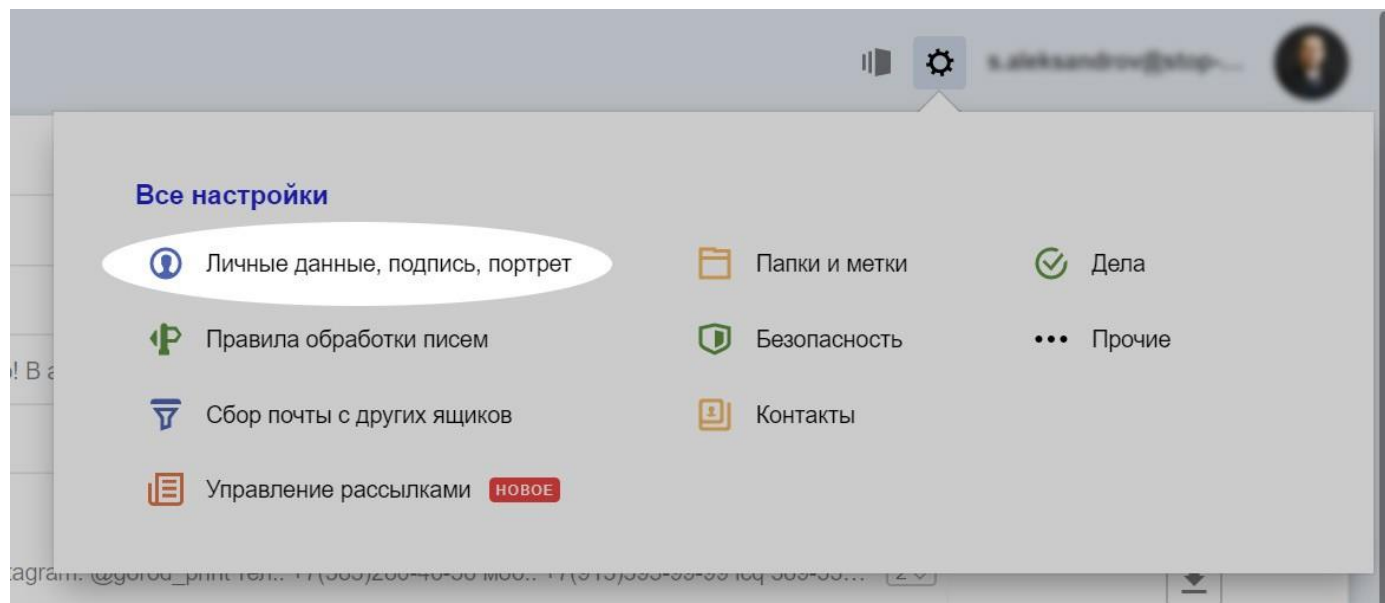 Все настройки
Личные данные, подпись, портрет
Папки и метки
Дела
Правила обработки писем
Безопасность
••• Прочие
! В а
Сбор почты с других ящиков
Контакты
Управление рассылками НОВОЕ